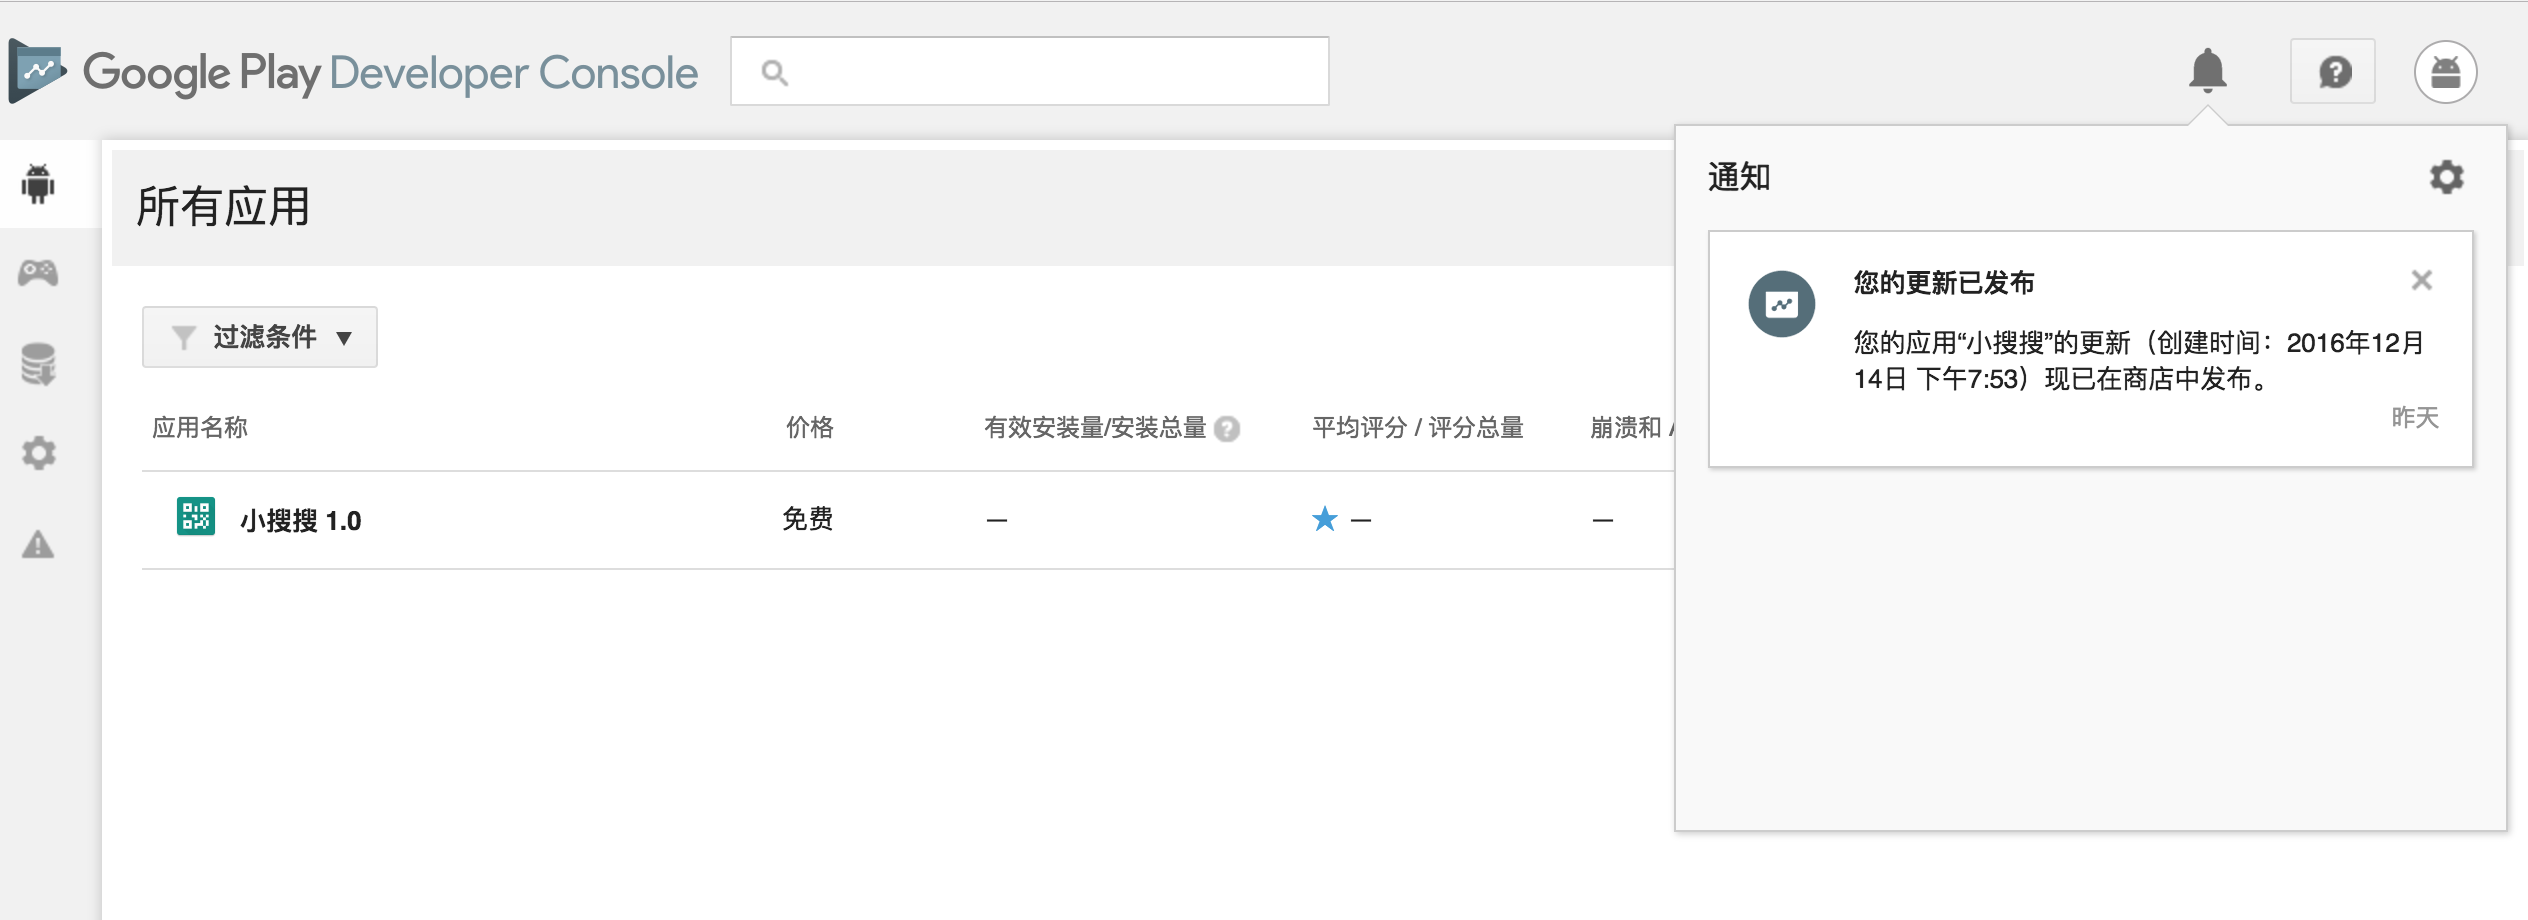 Google Play Developer Console
通知
所有应用
您的更新已发布
您的应用“小搜搜”的更新（创建时间：2016年12月
14日 下午7:53）现已在商店中发布。
昨天
过滤条件
应用名称 价格 有效安装量/安装总量 ? 平均评分 / 评分总量 崩溃和
小搜搜 1.0 免费 — — —